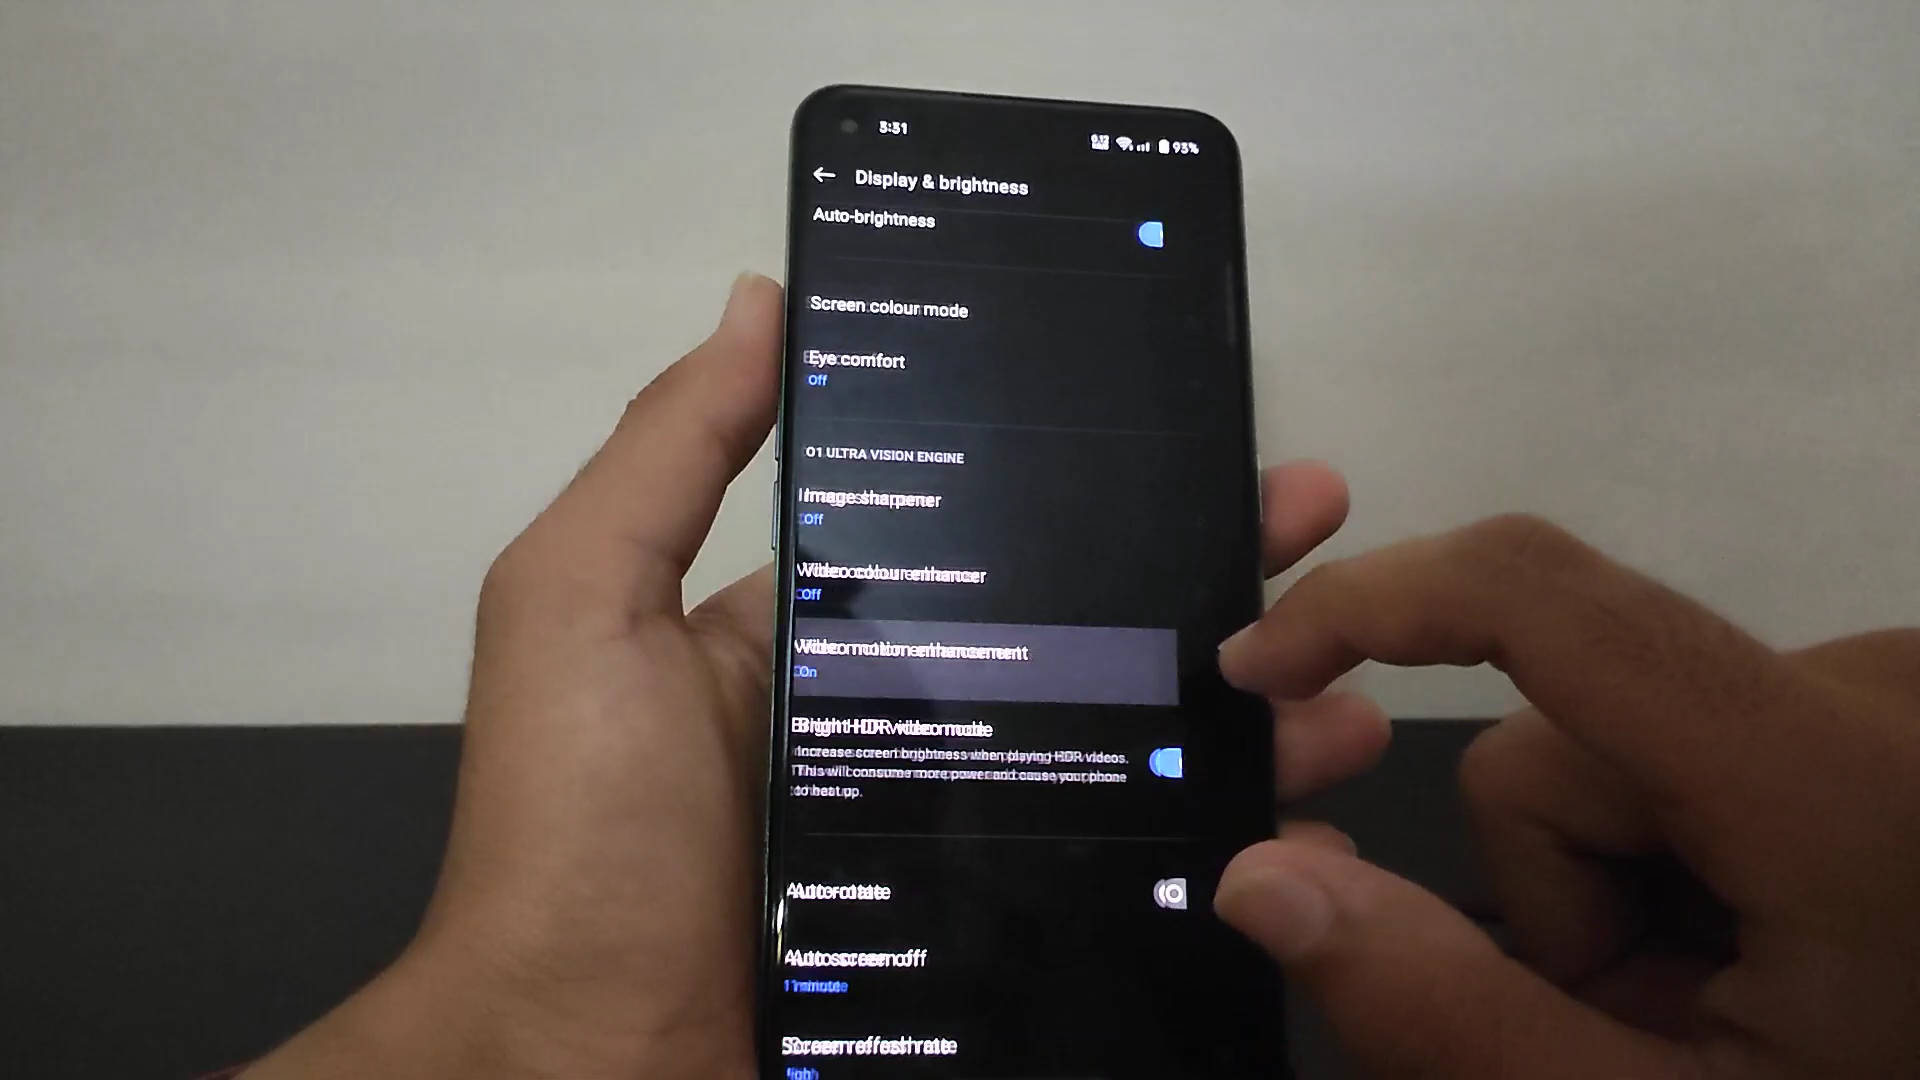 3:31
93%
Display & brightness
Auto-brightness
Screen colour mode
Eye comfort
Off
O1 ULTRA VISION ENGINE
Image sharpener
Off
Video colour enhancer
Off
Video motion enhancement
On
Bright HDR video mode
Increase screen brightness when playing HDR videos.
This will consume more power and cause your phone
to heat up.
Auto-rotate
Auto screen off
1 minute
Screen refresh rate
High